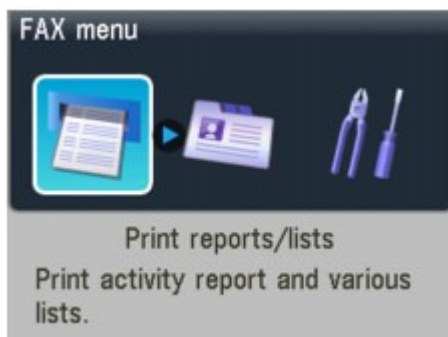 FAX menu
Print reports/lists
Print activity report and various
lists.